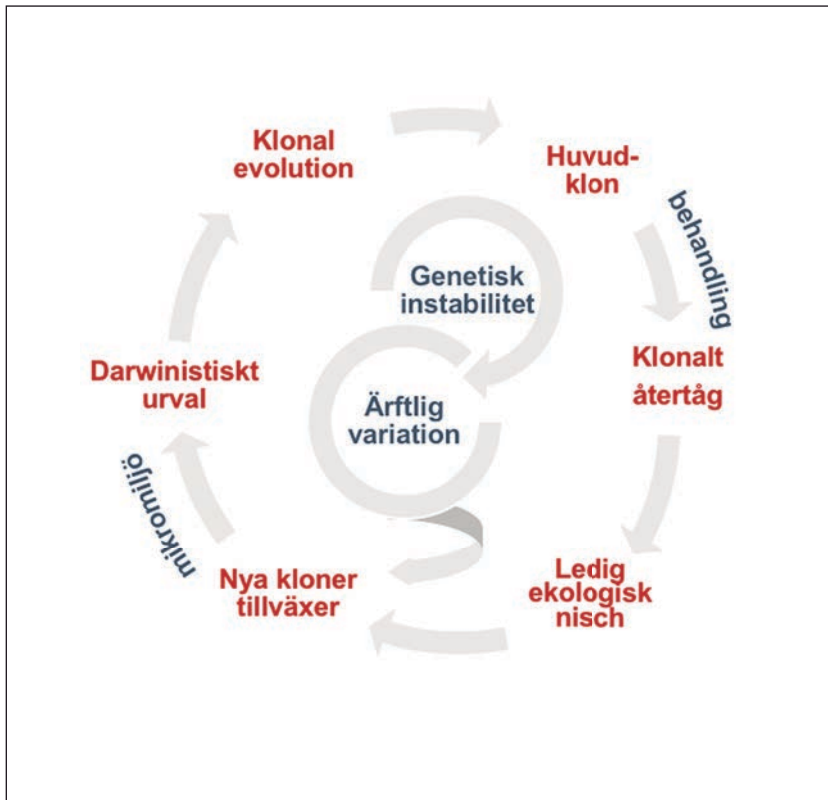 Klonal
evolution
Huvud-
klon
behandling
Genetisk
instabilitet
Klonalt
återtåg
Darwinistiskt
urval
Ärftlig
variation
mikromiljö
Nya kloner
tillväxer
Ledig
ekologisk
nisch